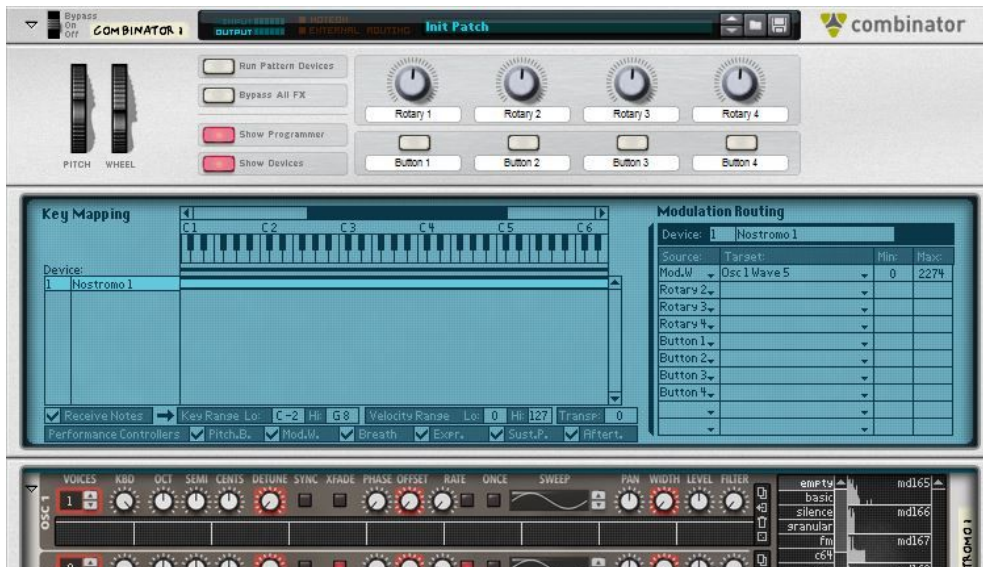 Bypass
On
Off
COMBINATOR 1
INPUT
OUTPUT
NOTEON
EXTERNAL ROUTING
Init Patch
combinator
Run Pattern Devices
Bypass All FX
Show Programmer
Show Devices
PITCH WHEEL
Rotary 1 Rotary 2 Rotary 3 Rotary 4
Button 1 Button 2 Button 3 Button 4
Key Mapping
C1 C2 C3 C4 C5 C6
Device:
1 Nostromo 1
Receive Notes Key Range Lo: C-2 Hi: G8 Velocity Range Lo: 0 Hi: 127 Transp: 0
Performance Controllers Pitch.B. Mod.W. Breath Expr. Sust.P. Aftert.
Modulation Routing
Device: 1 Nostromo 1
Source: Target: Min: Max:
Mod.W Osc 1 Wave 5 0 2274
Rotary 2
Rotary 3
Rotary 4
Button 1
Button 2
Button 3
Button 4
VOICES KBD OCT SEMI CENTS DETUNE SYNC XFADE PHASE OFFSET RATE ONCE SWEEP PAN WIDTH LEVEL FILTER
OSC 1
1
empty md165
basic
silence md166
granular
fm md167
c64